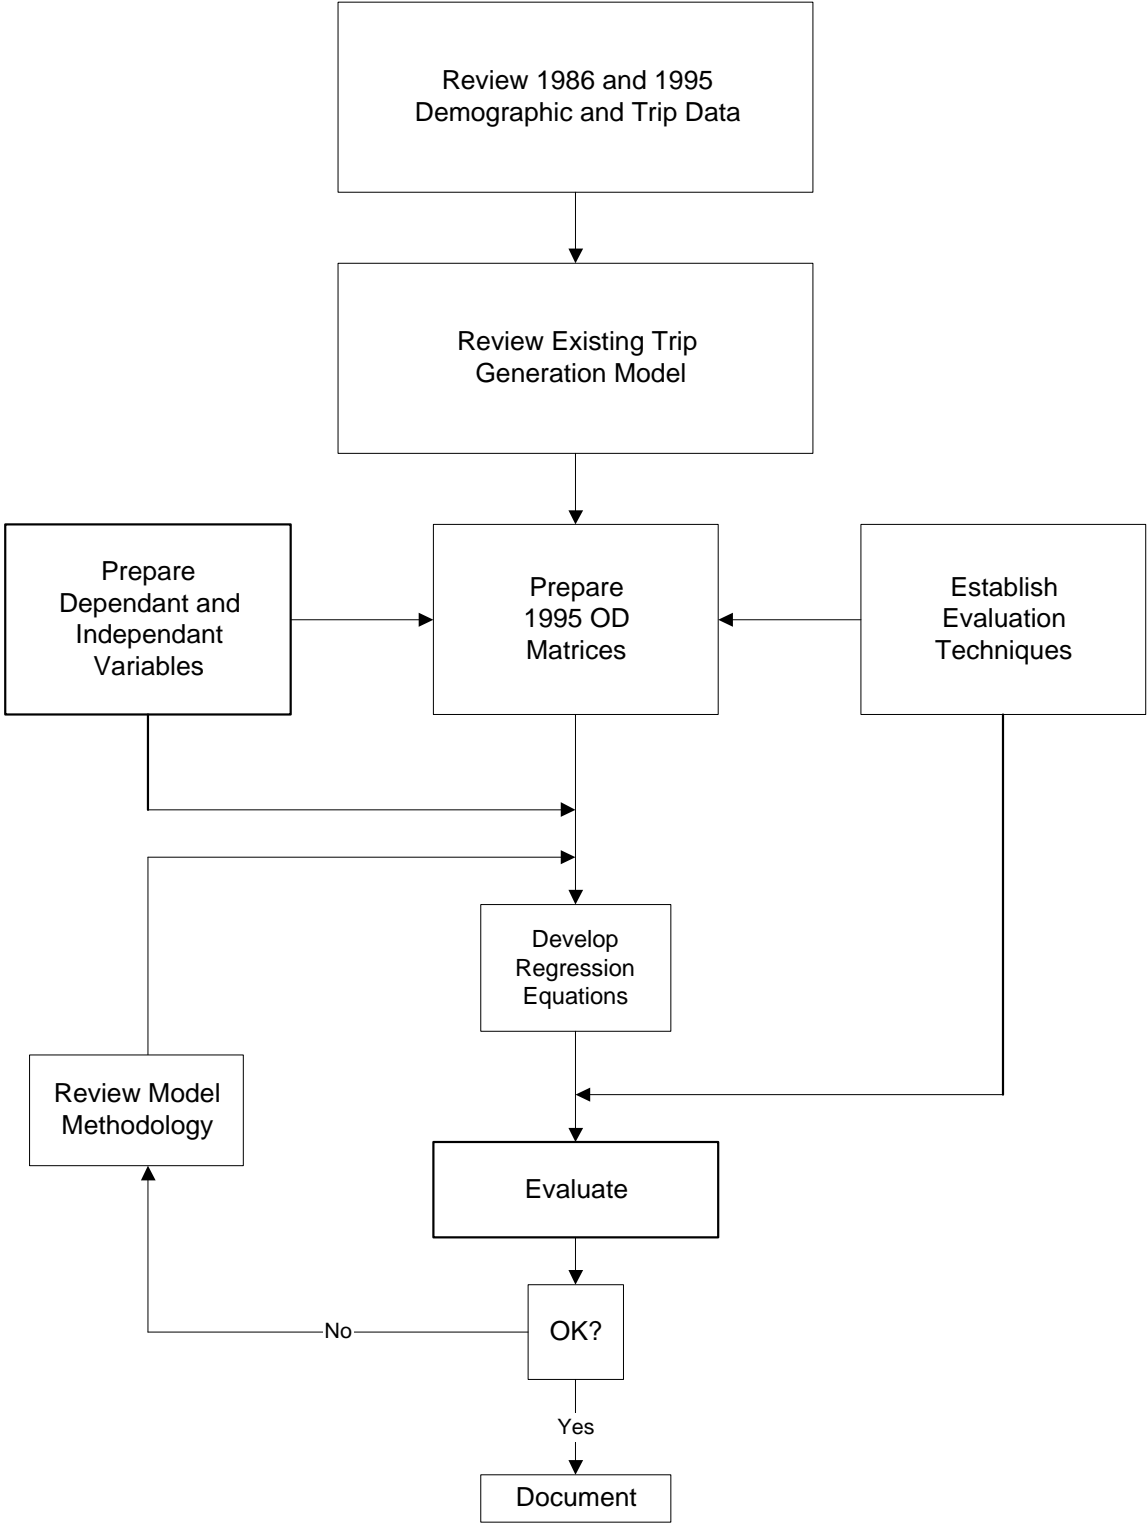 Review 1986 and 1995
Demographic and Trip Data
Review Existing Trip
Generation Model
Prepare
Dependant and
Independant
Variables
Prepare
1995 OD
Matrices
Establish
Evaluation
Techniques
Develop
Regression
Equations
Review Model
Methodology
Evaluate
OK?
No
Yes
Document